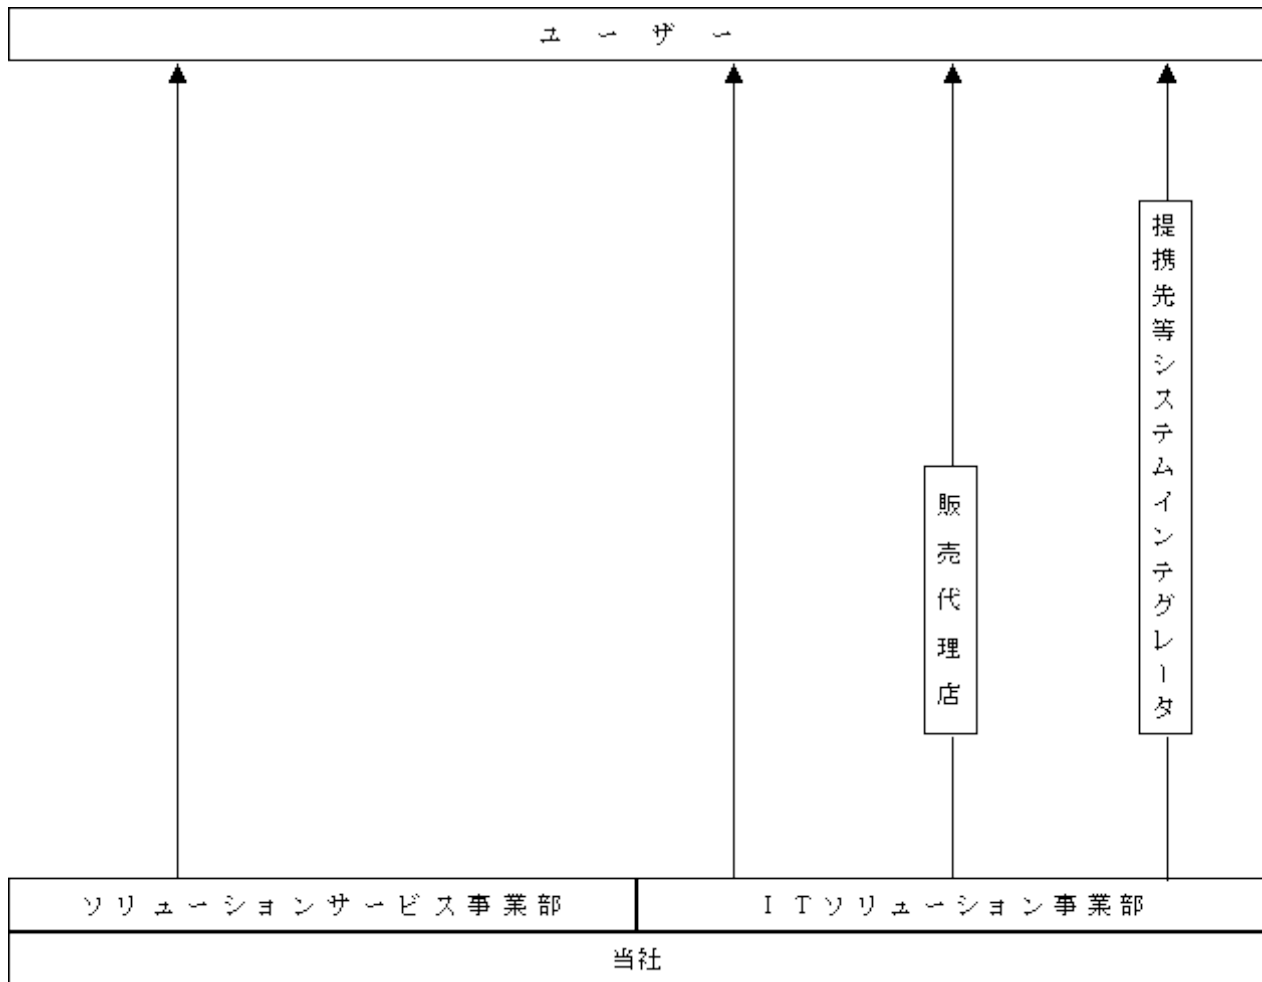 ユーザー
提携先等システムインテグレータ
販売代理店
ソリューションサービス事業部
ＩＴソリューション事業部
当社